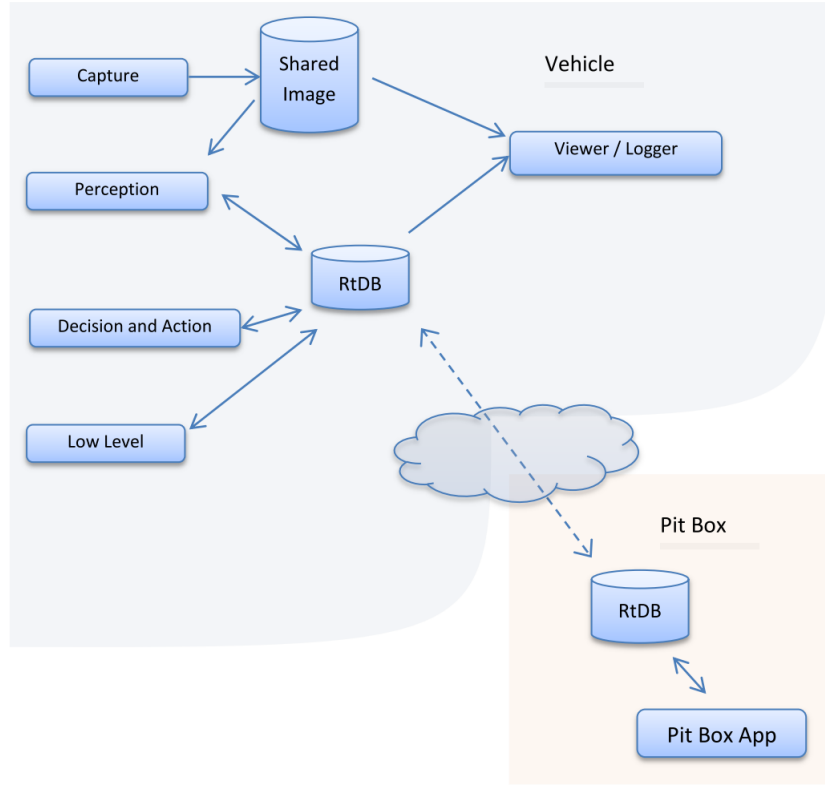 Capture
Shared
Image
Vehicle
Viewer / Logger
Perception
RtDB
Decision and Action
Low Level
Pit Box
RtDB
Pit Box App